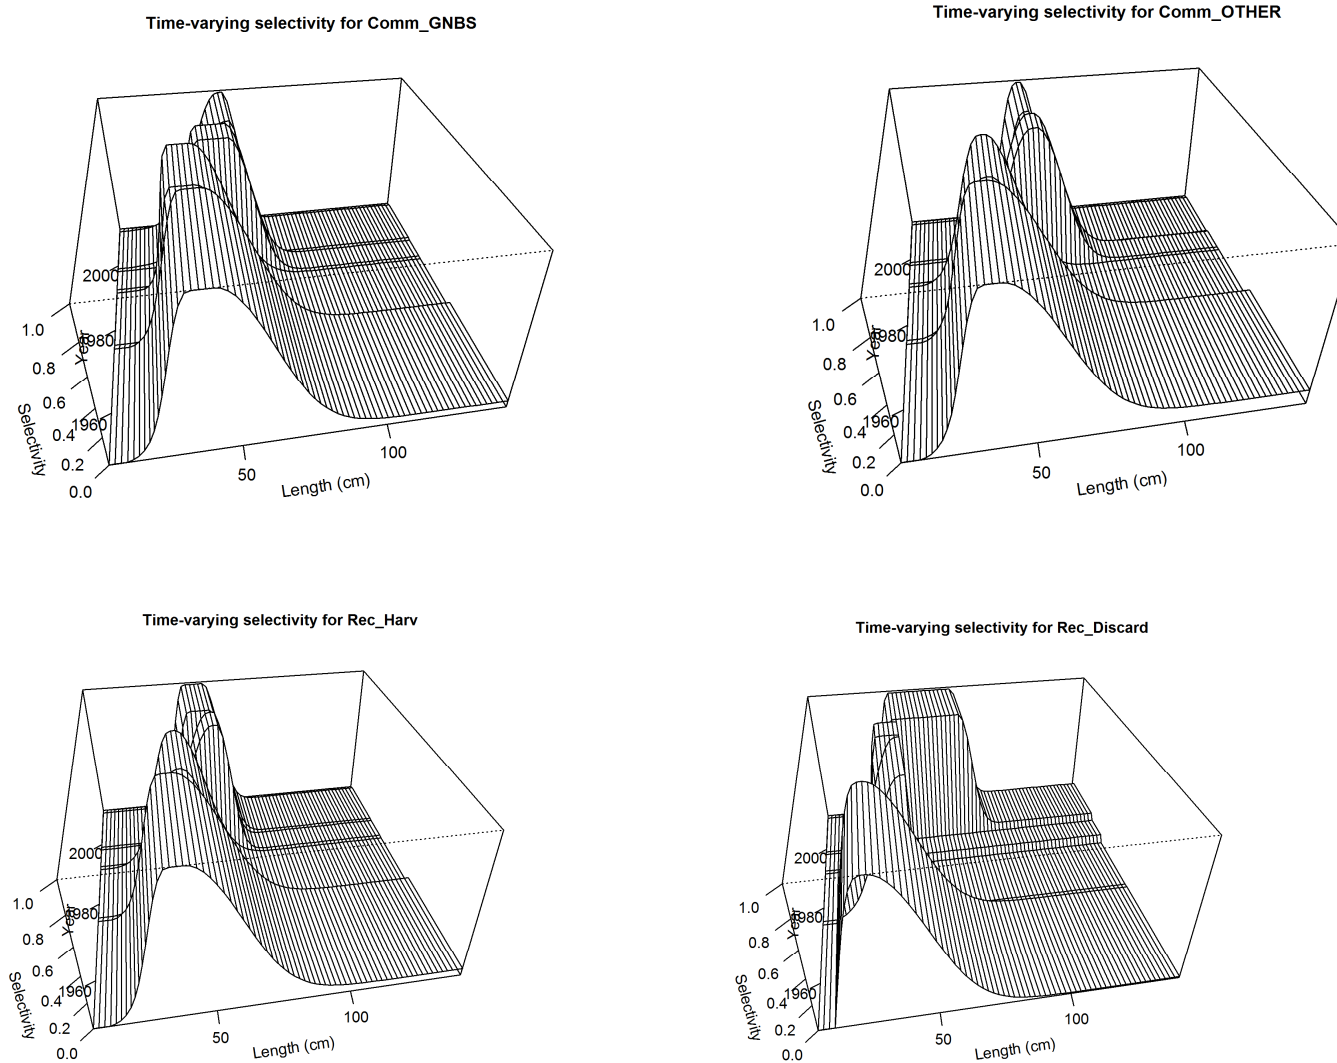 Time-varying selectivity for Comm_GNBS
2000
1.0
Year
1980
0.8
0.6
Selectivity
0.4
1960
0.2
0.0
50
100
Length (cm)
Time-varying selectivity for Comm_OTHER
2000
1.0
Year
1980
0.8
0.6
Selectivity
0.4
1960
0.2
0.0
50
100
Length (cm)
Time-varying selectivity for Rec_Harv
2000
1.0
Year
1980
0.8
0.6
Selectivity
0.4
1960
0.2
0.0
50
100
Length (cm)
Time-varying selectivity for Rec_Discard
2000
1.0
Year
1980
0.8
0.6
Selectivity
0.4
1960
0.2
0.0
50
100
Length (cm)